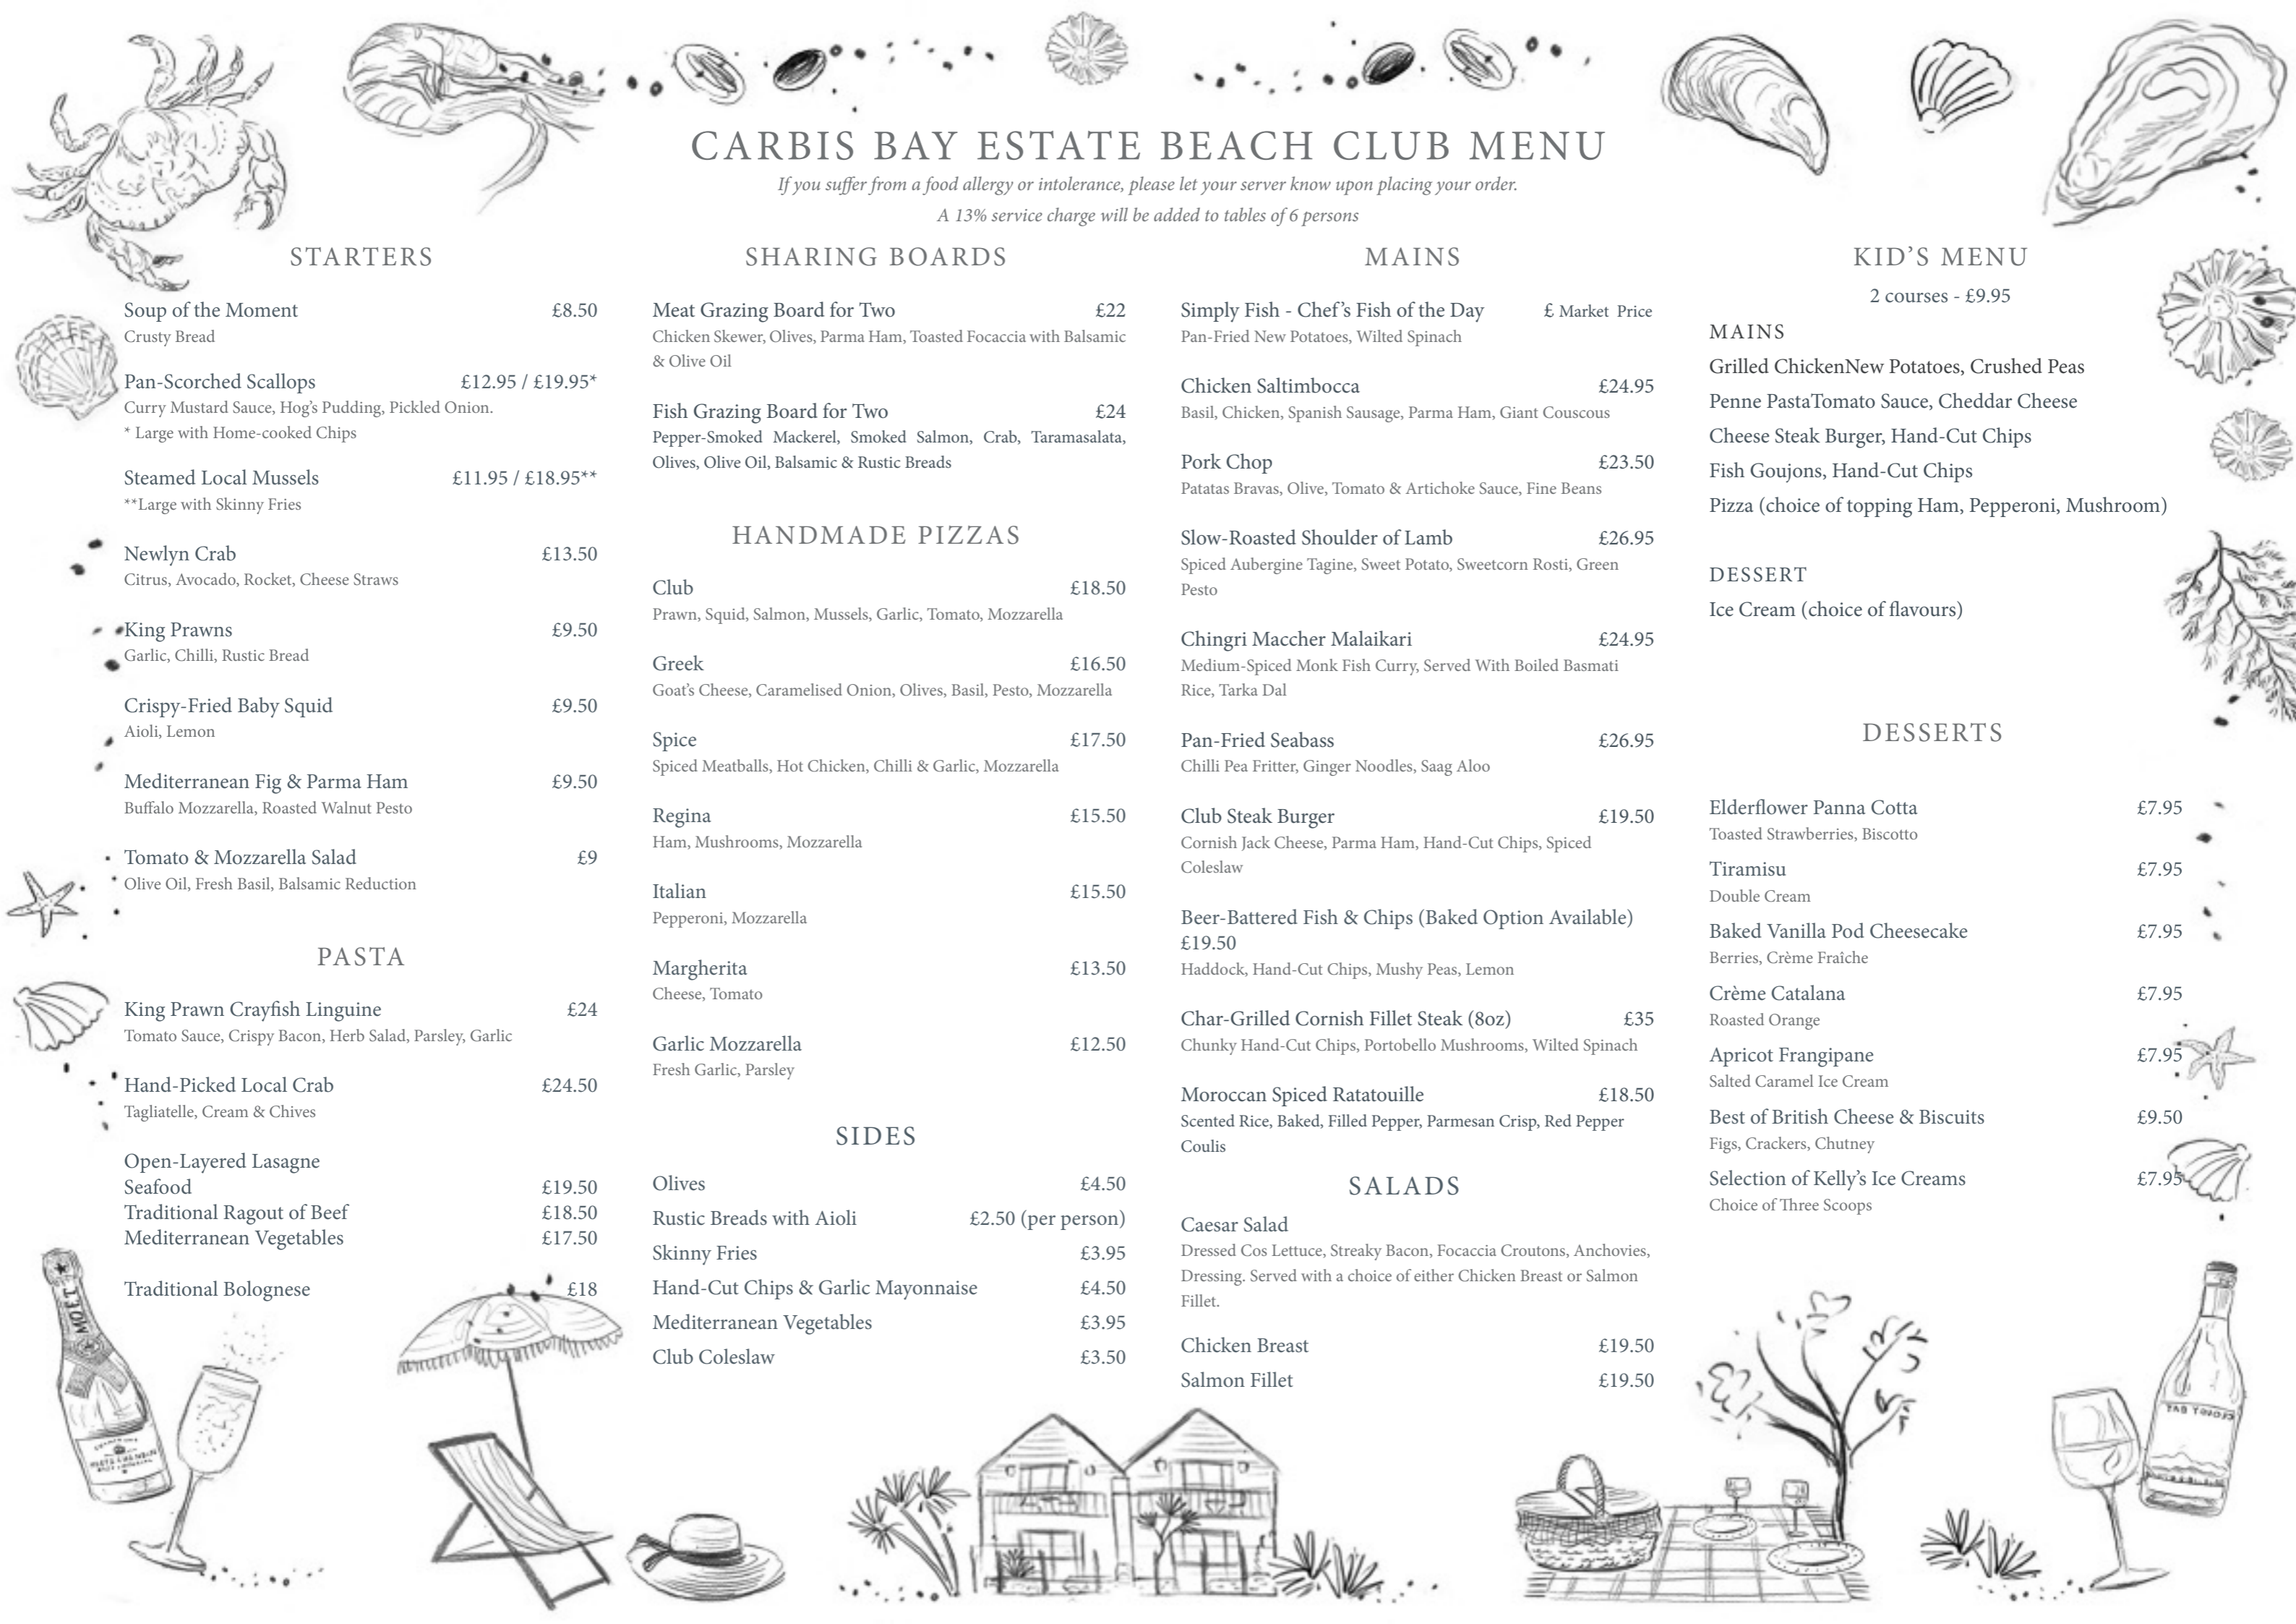 CARBIS BAY ESTATE BEACH CLUB MENU
If you suffer from a food allergy or intolerance, please let your server know upon placing your order.
A 13% service charge will be added to tables of 6 persons
STARTERS
Soup of the Moment £8.50
Crusty Bread
Pan-Scorched Scallops £12.95 / £19.95*
Curry Mustard Sauce, Hog's Pudding, Pickled Onion.
* Large with Home-cooked Chips
Steamed Local Mussels £11.95 / £18.95**
**Large with Skinny Fries
Newlyn Crab £13.50
Citrus, Avocado, Rocket, Cheese Straws
King Prawns £9.50
Garlic, Chilli, Rustic Bread
Crispy-Fried Baby Squid £9.50
Aioli, Lemon
Mediterranean Fig & Parma Ham £9.50
Buffalo Mozzarella, Roasted Walnut Pesto
Tomato & Mozzarella Salad £9
Olive Oil, Fresh Basil, Balsamic Reduction
PASTA
King Prawn Crayfish Linguine £24
Tomato Sauce, Crispy Bacon, Herb Salad, Parsley, Garlic
Hand-Picked Local Crab £24.50
Tagliatelle, Cream & Chives
Open-Layered Lasagne
Seafood £19.50
Traditional Ragout of Beef £18.50
Mediterranean Vegetables £17.50
Traditional Bolognese £18
MOET
SHARING BOARDS
Meat Grazing Board for Two £22
Chicken Skewer, Olives, Parma Ham, Toasted Focaccia with Balsamic
& Olive Oil
Fish Grazing Board for Two £24
Pepper-Smoked Mackerel, Smoked Salmon, Crab, Taramasalata,
Olives, Olive Oil, Balsamic & Rustic Breads
HANDMADE PIZZAS
Club £18.50
Prawn, Squid, Salmon, Mussels, Garlic, Tomato, Mozzarella
Greek £16.50
Goat's Cheese, Caramelised Onion, Olives, Basil, Pesto, Mozzarella
Spice £17.50
Spiced Meatballs, Hot Chicken, Chilli & Garlic, Mozzarella
Regina £15.50
Ham, Mushrooms, Mozzarella
Italian £15.50
Pepperoni, Mozzarella
Margherita £13.50
Cheese, Tomato
Garlic Mozzarella £12.50
Fresh Garlic, Parsley
SIDES
Olives £4.50
Rustic Breads with Aioli £2.50 (per person)
Skinny Fries £3.95
Hand-Cut Chips & Garlic Mayonnaise £4.50
Mediterranean Vegetables £3.95
Club Coleslaw £3.50
MAINS
Simply Fish - Chef's Fish of the Day £ Market Price
Pan-Fried New Potatoes, Wilted Spinach
Chicken Saltimbocca £24.95
Basil, Chicken, Spanish Sausage, Parma Ham, Giant Couscous
Pork Chop £23.50
Patatas Bravas, Olive, Tomato & Artichoke Sauce, Fine Beans
Slow-Roasted Shoulder of Lamb £26.95
Spiced Aubergine Tagine, Sweet Potato, Sweetcorn Rosti, Green
Pesto
Chingri Maccher Malaikari £24.95
Medium-Spiced Monk Fish Curry, Served With Boiled Basmati
Rice, Tarka Dal
Pan-Fried Seabass £26.95
Chilli Pea Fritter, Ginger Noodles, Saag Aloo
Club Steak Burger £19.50
Cornish Jack Cheese, Parma Ham, Hand-Cut Chips, Spiced
Coleslaw
Beer-Battered Fish & Chips (Baked Option Available)
£19.50
Haddock, Hand-Cut Chips, Mushy Peas, Lemon
Char-Grilled Cornish Fillet Steak (8oz) £35
Chunky Hand-Cut Chips, Portobello Mushrooms, Wilted Spinach
Moroccan Spiced Ratatouille £18.50
Scented Rice, Baked, Filled Pepper, Parmesan Crisp, Red Pepper
Coulis
SALADS
Caesar Salad
Dressed Cos Lettuce, Streaky Bacon, Focaccia Croutons, Anchovies,
Dressing. Served with a choice of either Chicken Breast or Salmon
Fillet.
Chicken Breast £19.50
Salmon Fillet £19.50
KID'S MENU
2 courses - £9.95
MAINS
Grilled ChickenNew Potatoes, Crushed Peas
Penne PastaTomato Sauce, Cheddar Cheese
Cheese Steak Burger, Hand-Cut Chips
Fish Goujons, Hand-Cut Chips
Pizza (choice of topping Ham, Pepperoni, Mushroom)
DESSERT
Ice Cream (choice of flavours)
DESSERTS
Elderflower Panna Cotta £7.95
Toasted Strawberries, Biscotto
Tiramisu £7.95
Double Cream
Baked Vanilla Pod Cheesecake £7.95
Berries, Crème Fraîche
Crème Catalana £7.95
Roasted Orange
Apricot Frangipane £7.95
Salted Caramel Ice Cream
Best of British Cheese & Biscuits £9.50
Figs, Crackers, Chutney
Selection of Kelly's Ice Creams £7.95
Choice of Three Scoops